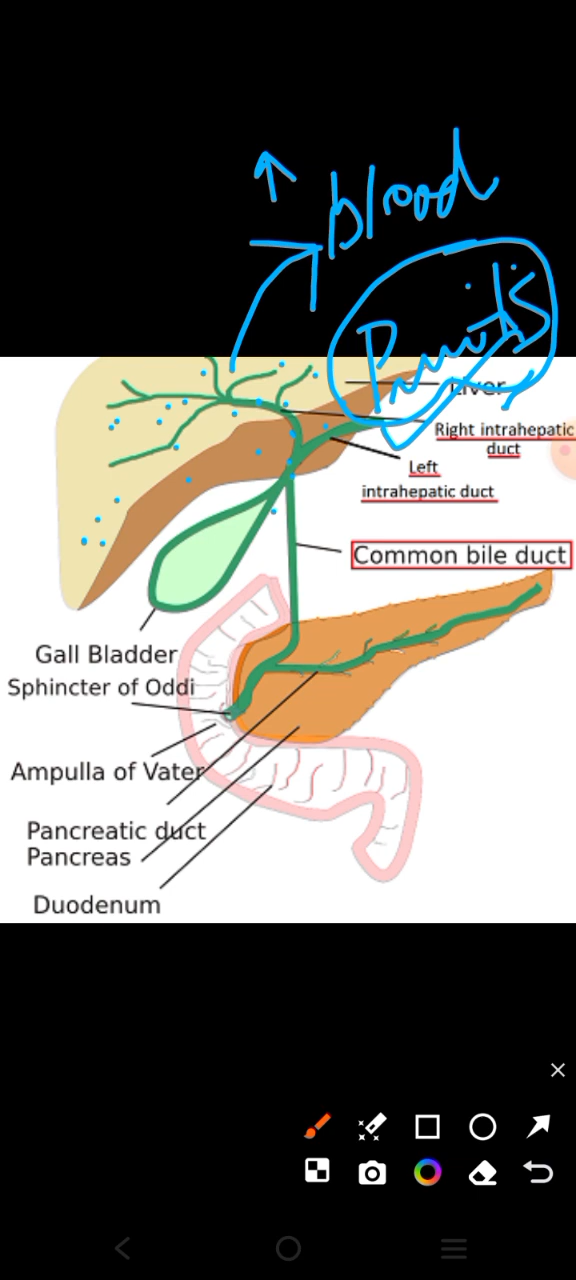 ↑ blood
Liver
Right intrahepatic
duct
Left
intrahepatic duct
Common bile duct
Gall Bladder
Sphincter of Oddi
Ampulla of Vater
Pancreatic duct
Pancreas
Duodenum